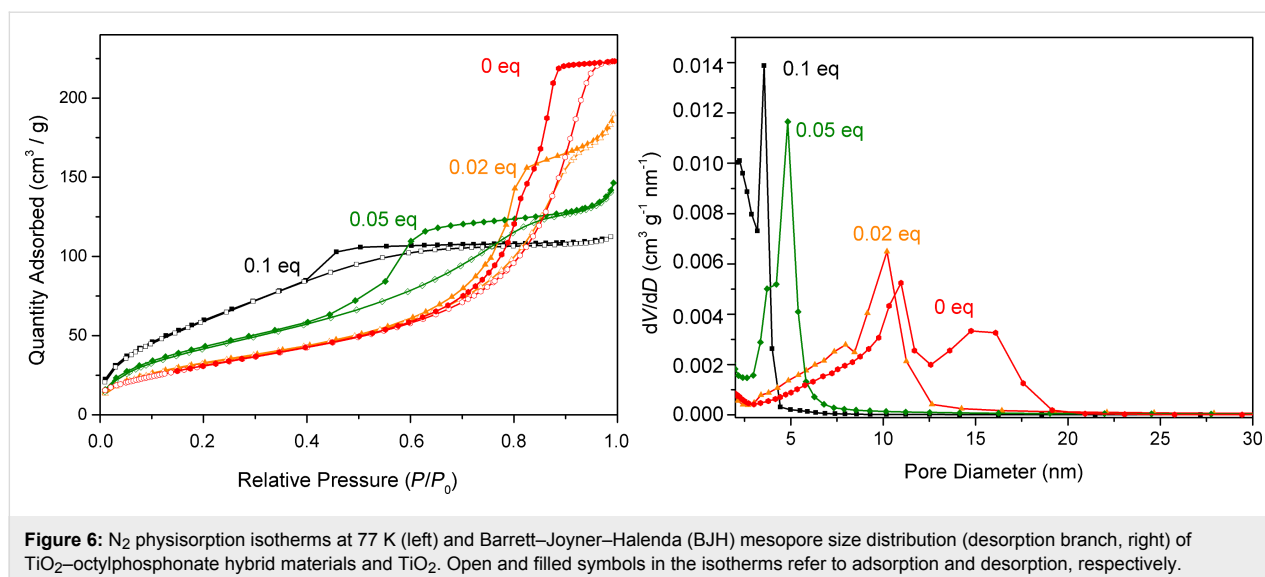 0 eq
0.02 eq
0.05 eq
0.1 eq
200
150
100
50
0
0.0 0.2 0.4 0.6 0.8 1.0
Quantity Adsorbed (cm³ / g)
Relative Pressure (P/P₀)
0.1 eq
0.05 eq
0.02 eq
0 eq
0.014
0.012
0.010
0.008
0.006
0.004
0.002
0.000
5 10 15 20 25 30
dV/dD (cm³ g⁻¹ nm⁻¹)
Pore Diameter (nm)
Figure 6: N₂ physisorption isotherms at 77 K (left) and Barrett–Joyner–Halenda (BJH) mesopore size distribution (desorption branch, right) of
TiO₂–octylphosphonate hybrid materials and TiO₂. Open and filled symbols in the isotherms refer to adsorption and desorption, respectively.